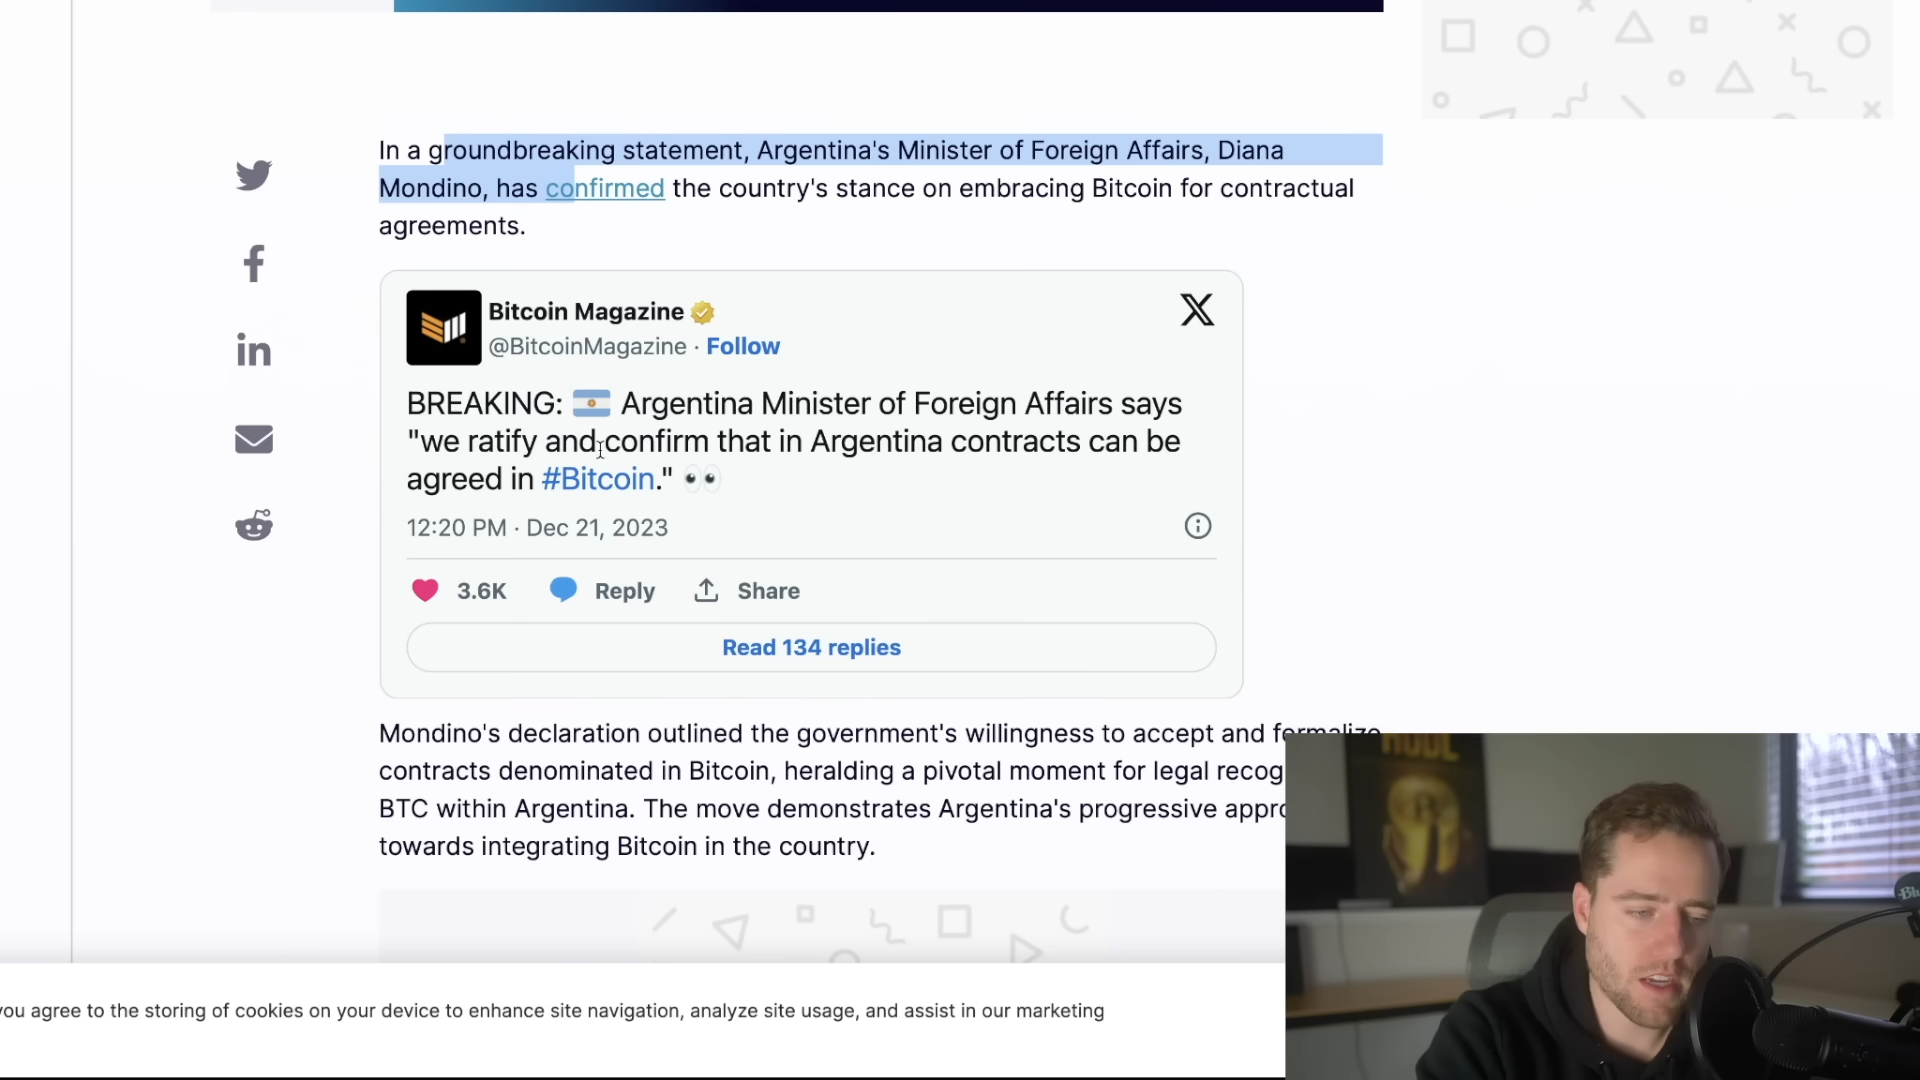 In a groundbreaking statement, Argentina's Minister of Foreign Affairs, Diana
Mondino, has confirmed the country's stance on embracing Bitcoin for contractual
agreements.
Bitcoin Magazine
@BitcoinMagazine · Follow
BREAKING: 🇦🇷 Argentina Minister of Foreign Affairs says
"we ratify and confirm that in Argentina contracts can be
agreed in #Bitcoin." 👀
12:20 PM · Dec 21, 2023
3.6K Reply Share
Read 134 replies
Mondino's declaration outlined the government's willingness to accept and formalize
contracts denominated in Bitcoin, heralding a pivotal moment for legal recog
BTC within Argentina. The move demonstrates Argentina's progressive appro
towards integrating Bitcoin in the country.
HODL
Blu
you agree to the storing of cookies on your device to enhance site navigation, analyze site usage, and assist in our marketing